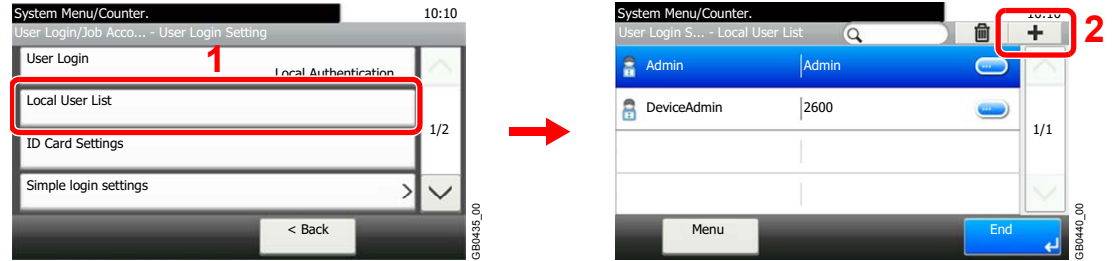 System Menu/Counter.
10:10
User Login/Job Acco... - User Login Setting
1
User Login
Local Authentication
Local User List
1/2
ID Card Settings
Simple login settings
< Back
GB0435_00
System Menu/Counter.
10:10
User Login S... - Local User List
2
Admin
Admin
DeviceAdmin
2600
1/1
Menu
End
GB0440_00